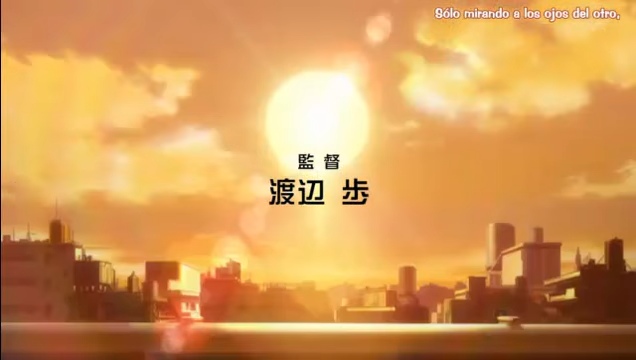 Sólo mirando a los ojos del otro,
監督
渡辺 歩